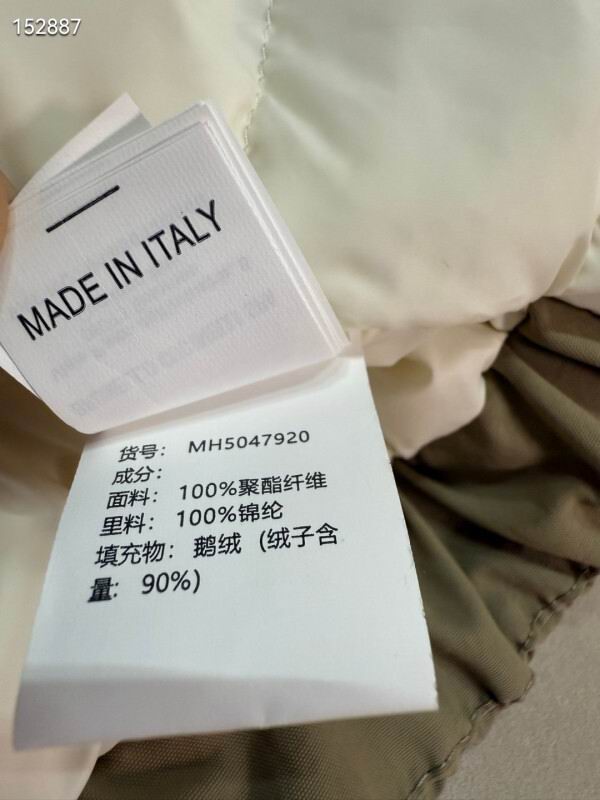 152887
MADE IN ITALY
货号： MH5047920
成分：
面料： 100%聚酯纤维
里料： 100%锦纶
填充物： 鹅绒（绒子含
量： 90%）